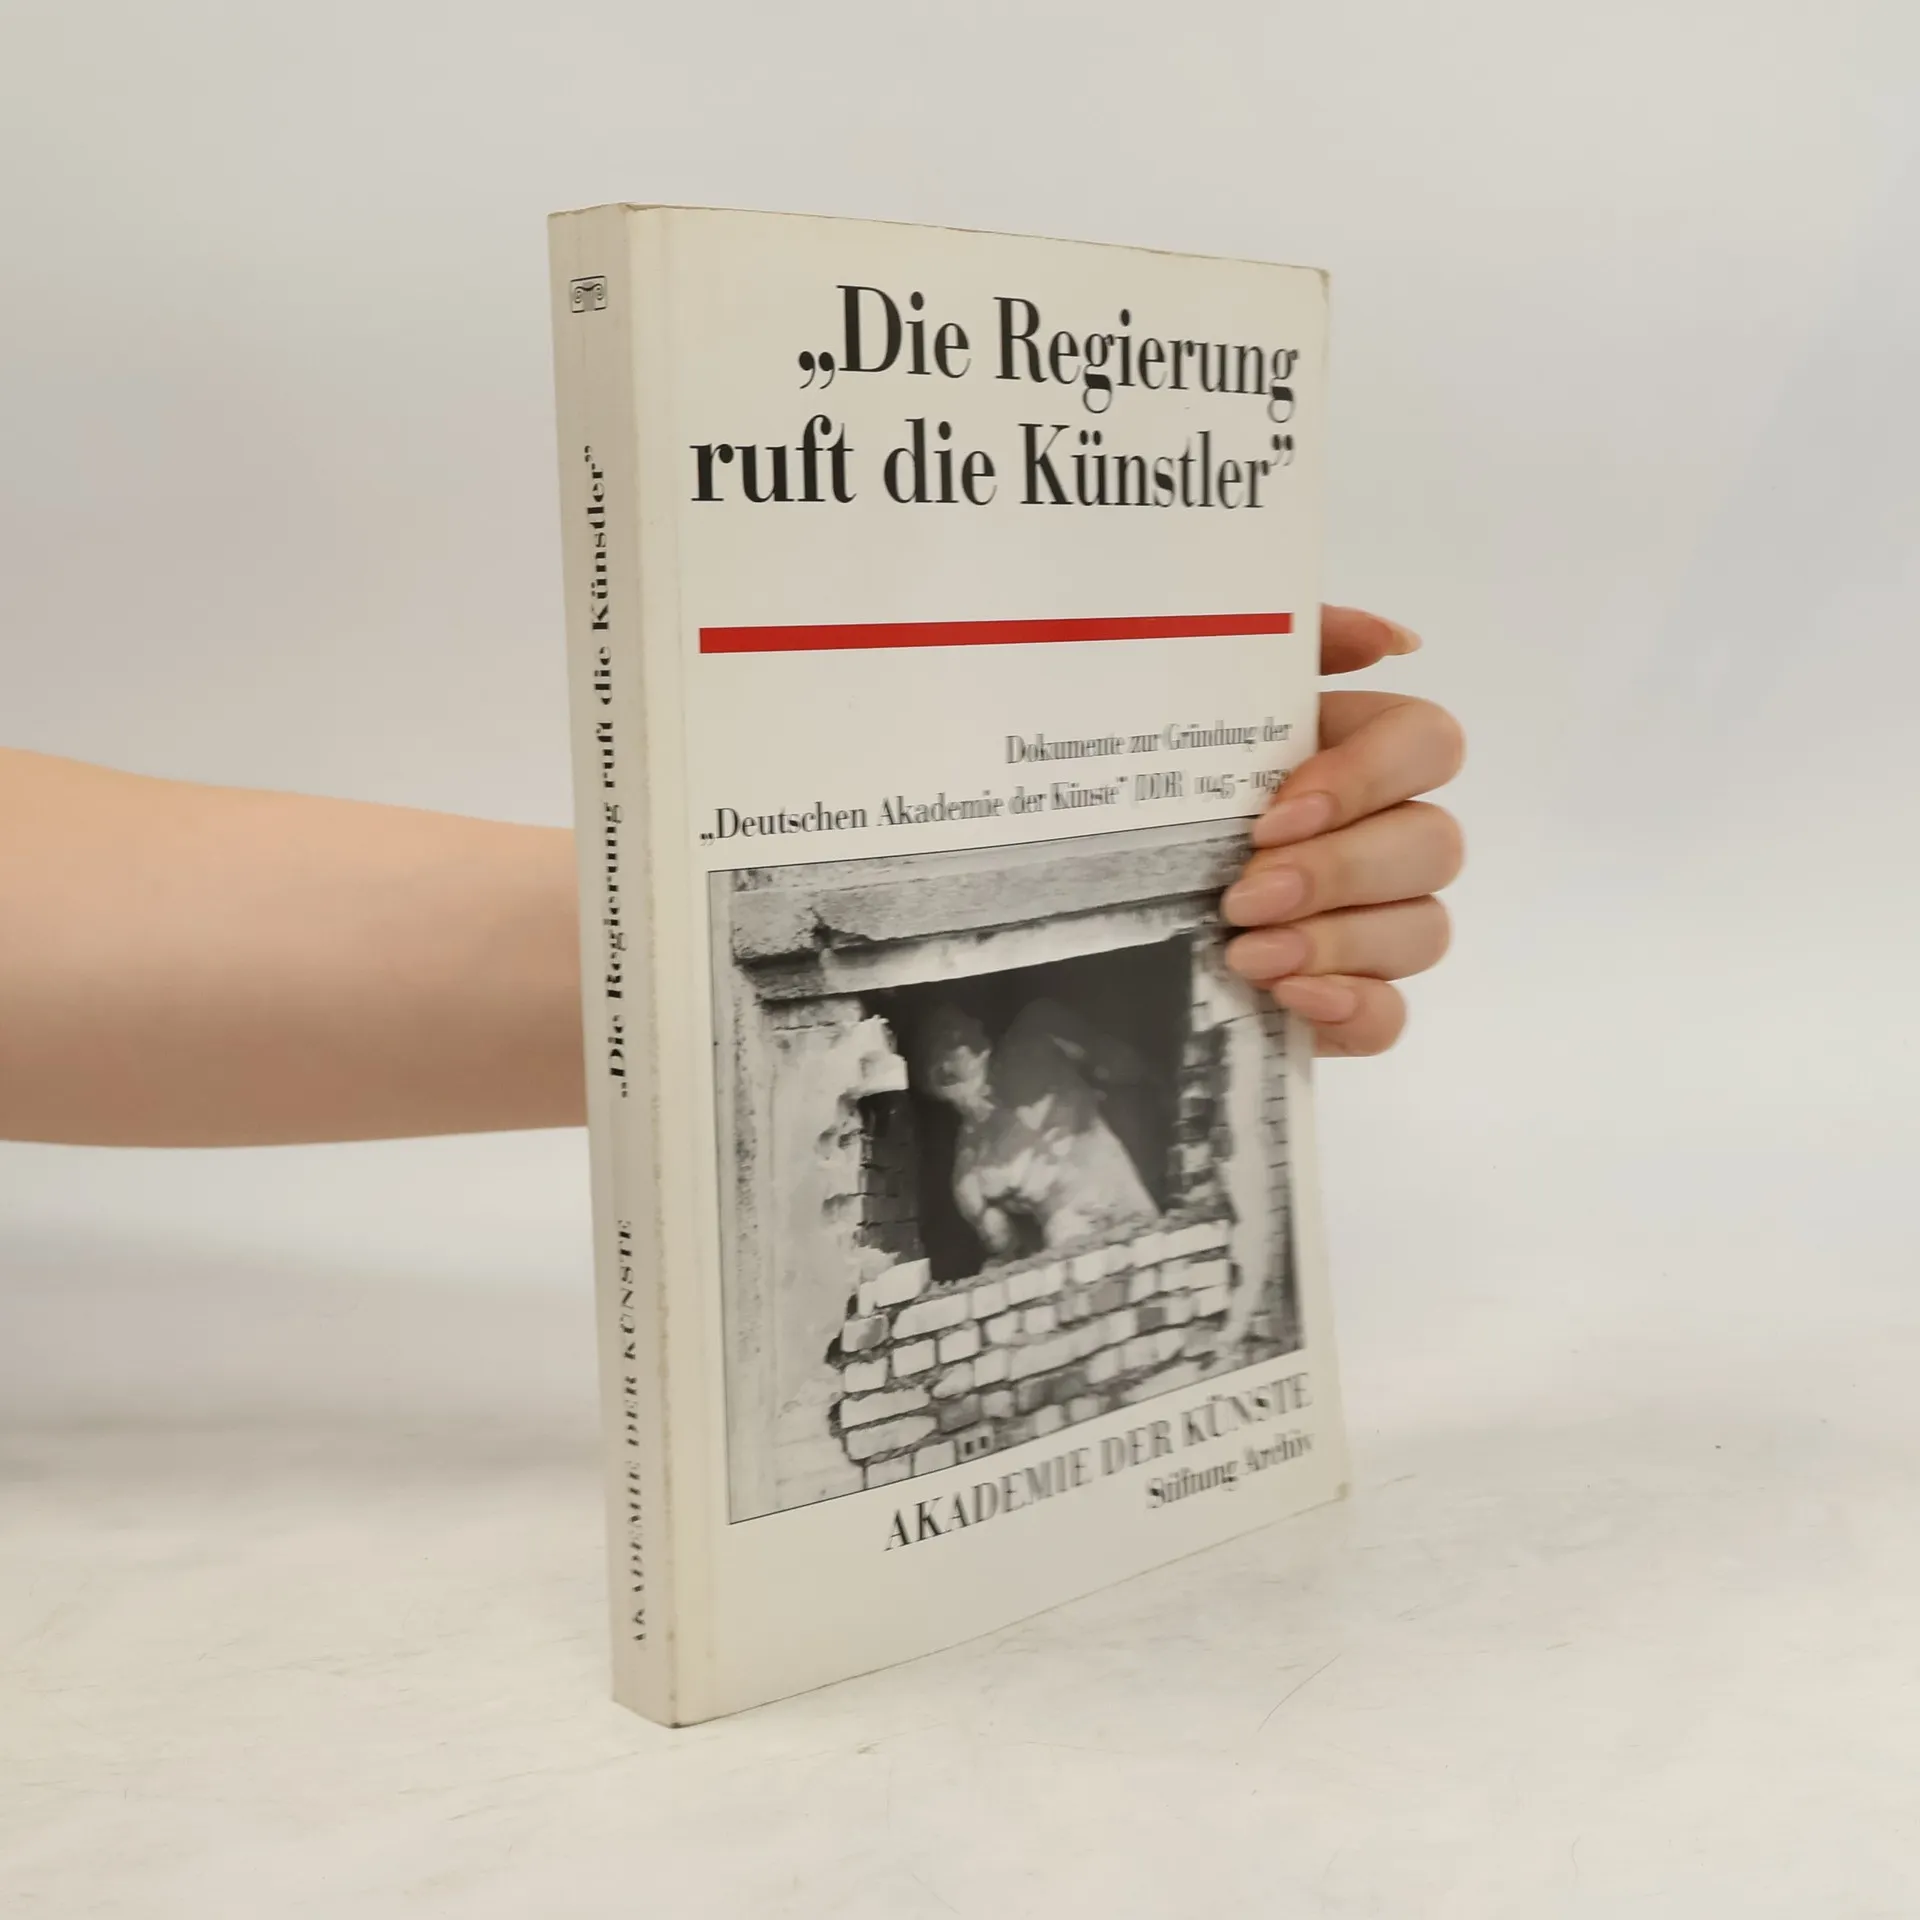 „Die Regierung
ruft die Künstler”
Dokumente zur Gründung der
„Deutschen Akademie der Künste” (DDR) 1945–195
AKADEMIE DER KÜNSTE
Stiftung Archiv
„Die Regierung ruft die Künstler”
AKADEMIE DER KÜNSTE